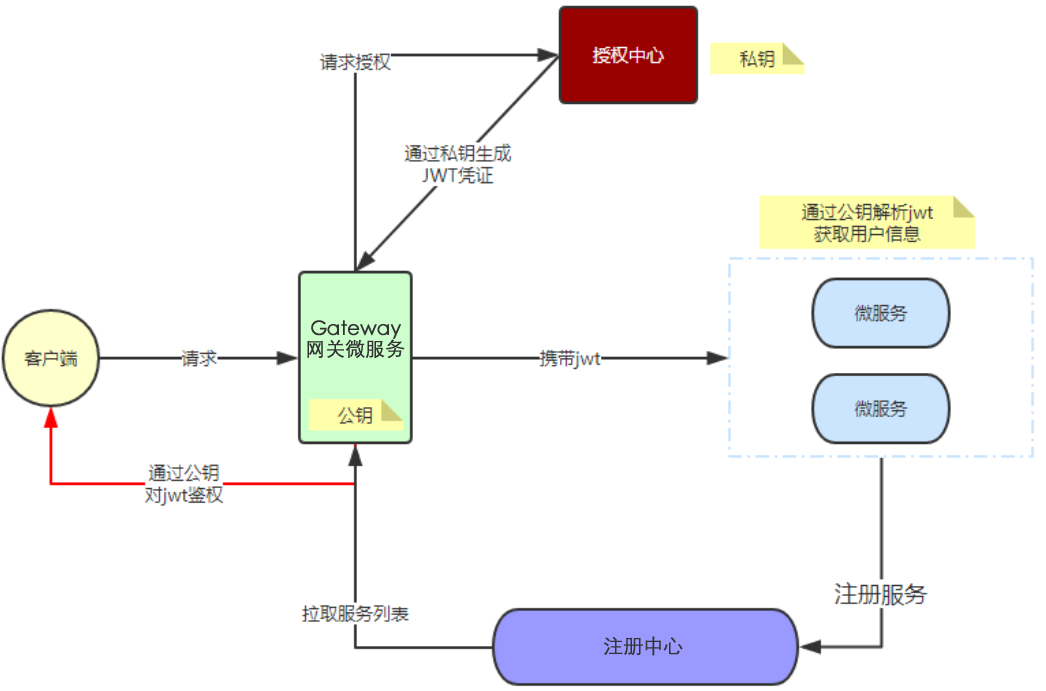 请求授权
授权中心
私钥
通过私钥生成
JWT凭证
通过公钥解析jwt
获取用户信息
微服务
Gateway
网关微服务
客户端
请求
携带jwt
微服务
公钥
通过公钥
对jwt鉴权
注册服务
拉取服务列表
注册中心